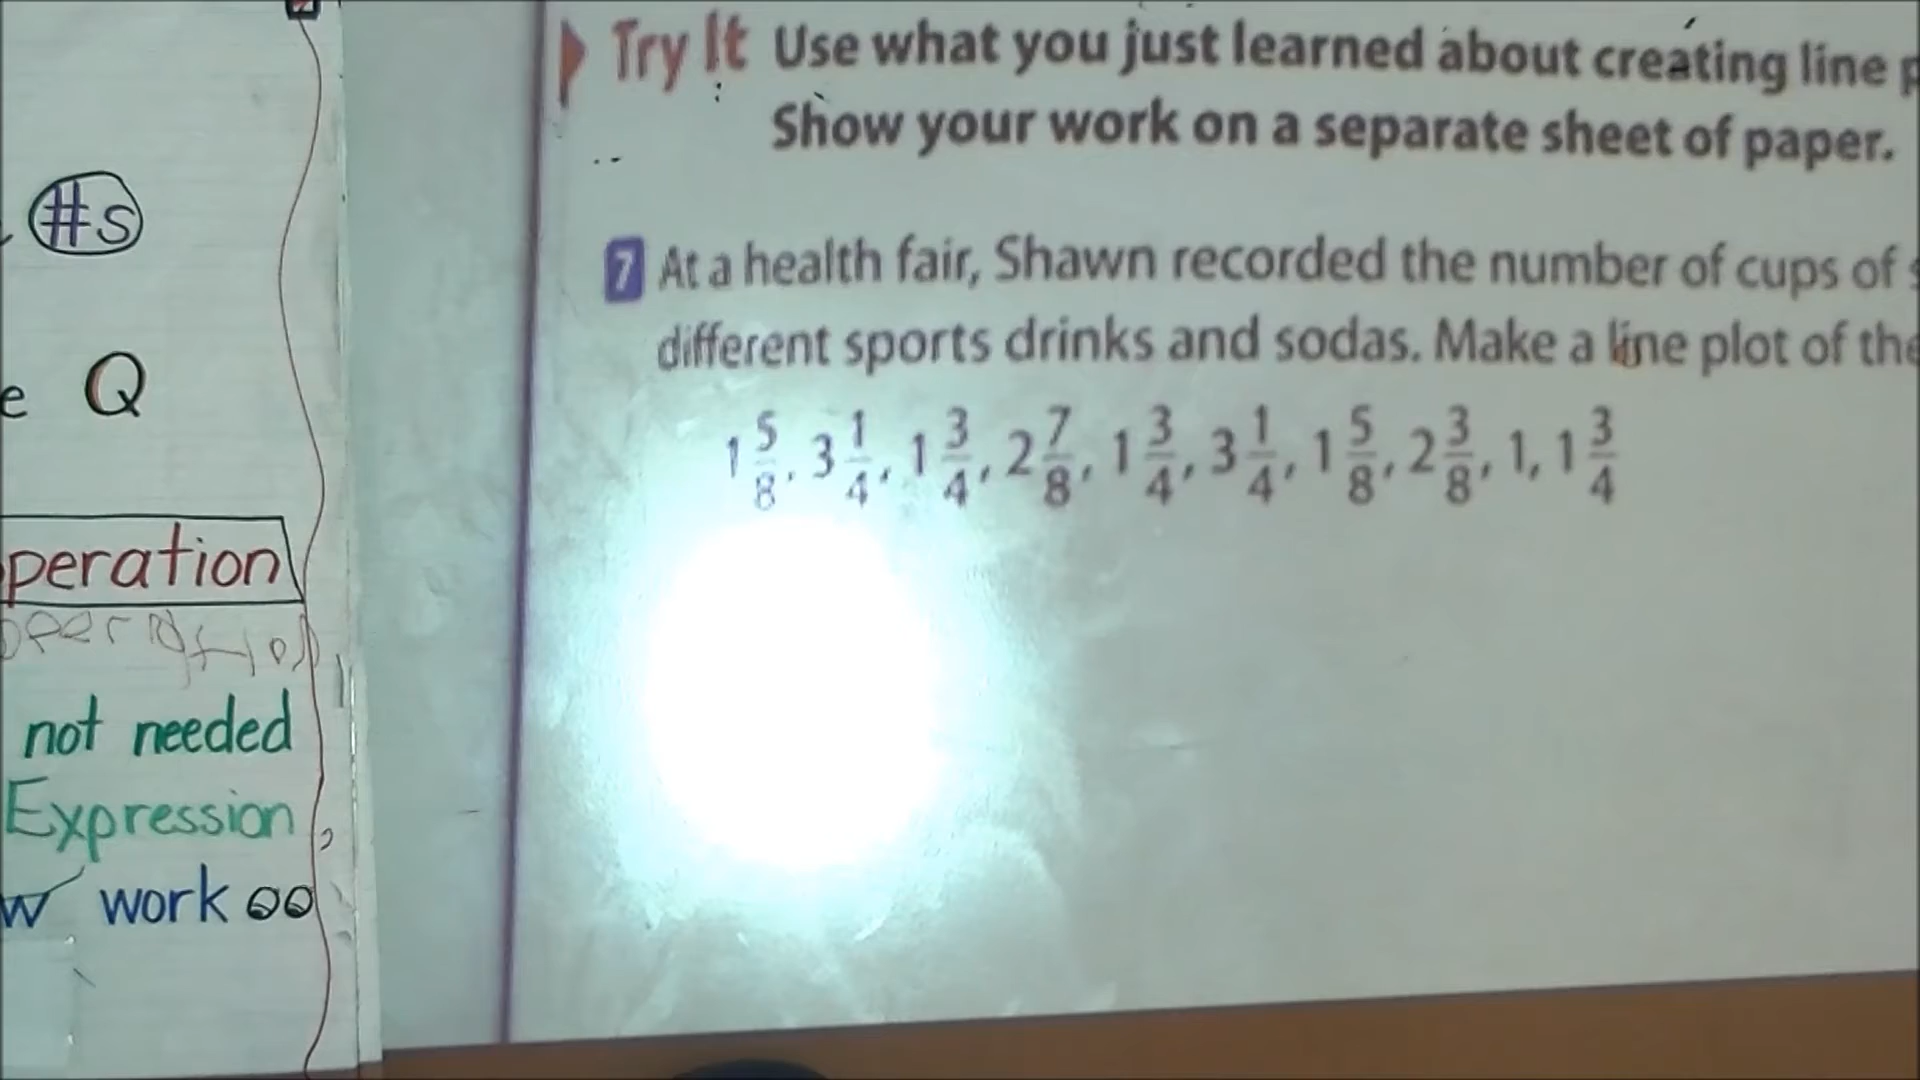 #s
e Q
peration
not needed
Expression
work
Try It Use what you just learned about creating line
Show your work on a separate sheet of paper.
7 At a health fair, Shawn recorded the number of cups of
different sports drinks and sodas. Make a line plot of the
1 5/8, 3 1/4, 1 3/4, 2 7/8, 1 3/4, 3 1/4, 1 5/8, 2 3/8, 1, 1 3/4